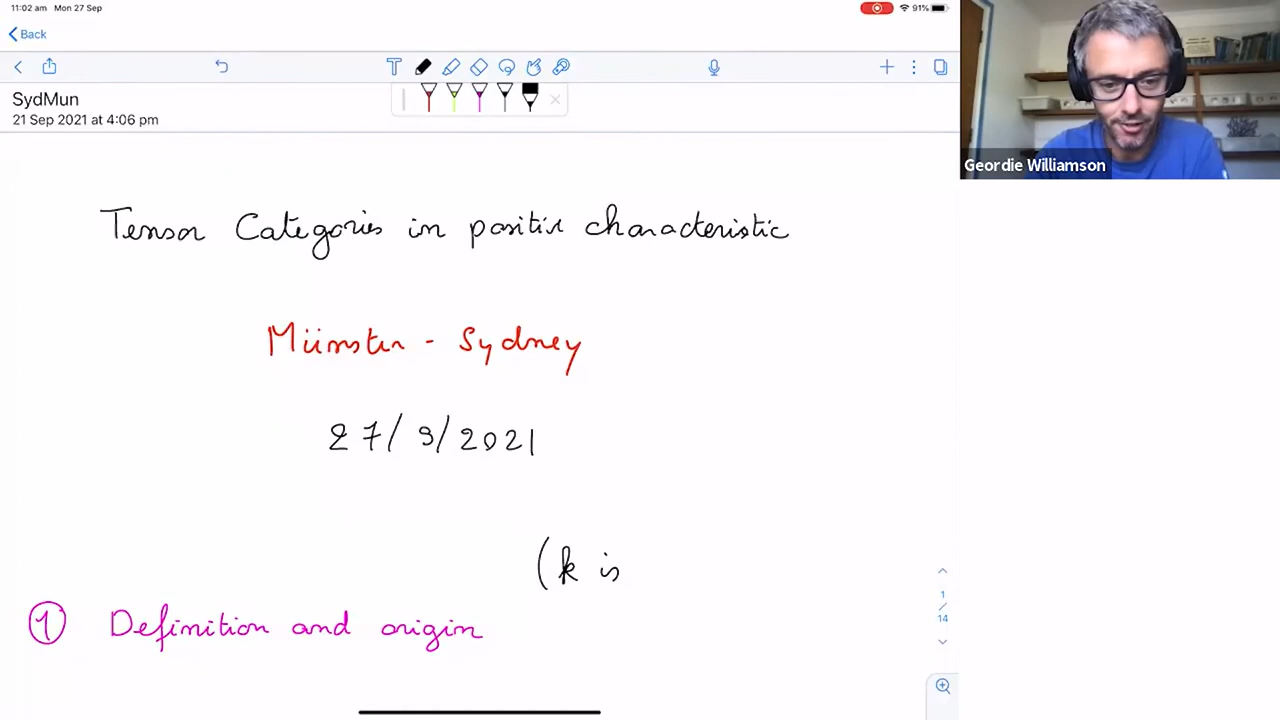 11:02 am Mon 27 Sep
91%
Back
T
SydMun
21 Sep 2021 at 4:06 pm
Geordie Williamson
Tensor Categories in positive characteristic
Münster - Sydney
27/9/2021
(k is
1
/
14
① Definition and origin